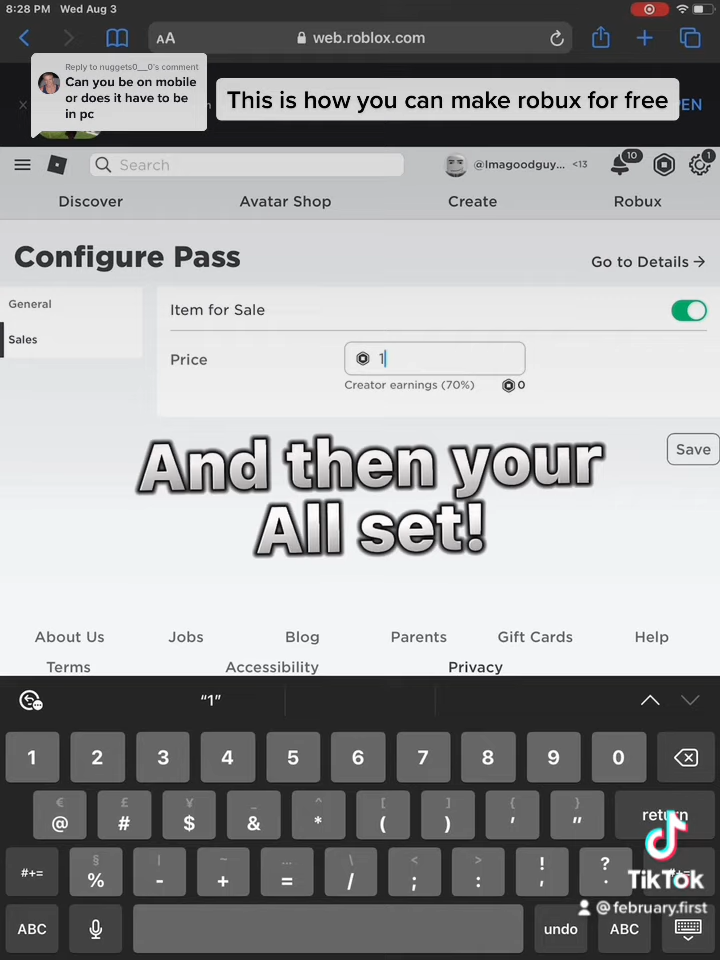 8:28 PM Wed Aug 3
AA web.roblox.com
Reply to nuggets0__0's comment
Can you be on mobile
or does it have to be
in pc
This is how you can make robux for free
Search
@Imagoodguy... <13
10
1
Discover Avatar Shop Create Robux
Configure Pass
Go to Details →
General
Sales
Item for Sale
Price
1
Creator earnings (70%) 0
Save
And then your
All set!
About Us Jobs Blog Parents Gift Cards Help
Terms Accessibility Privacy
“1”
1 2 3 4 5 6 7 8 9 0
€ £ ¥ _ ^ [ ] { }
@ # $ & * ( ) ' "
return
§ | ~ … \ < > ! ?
#+= % - + = / ; : , .
TikTok
@february.first
ABC undo ABC